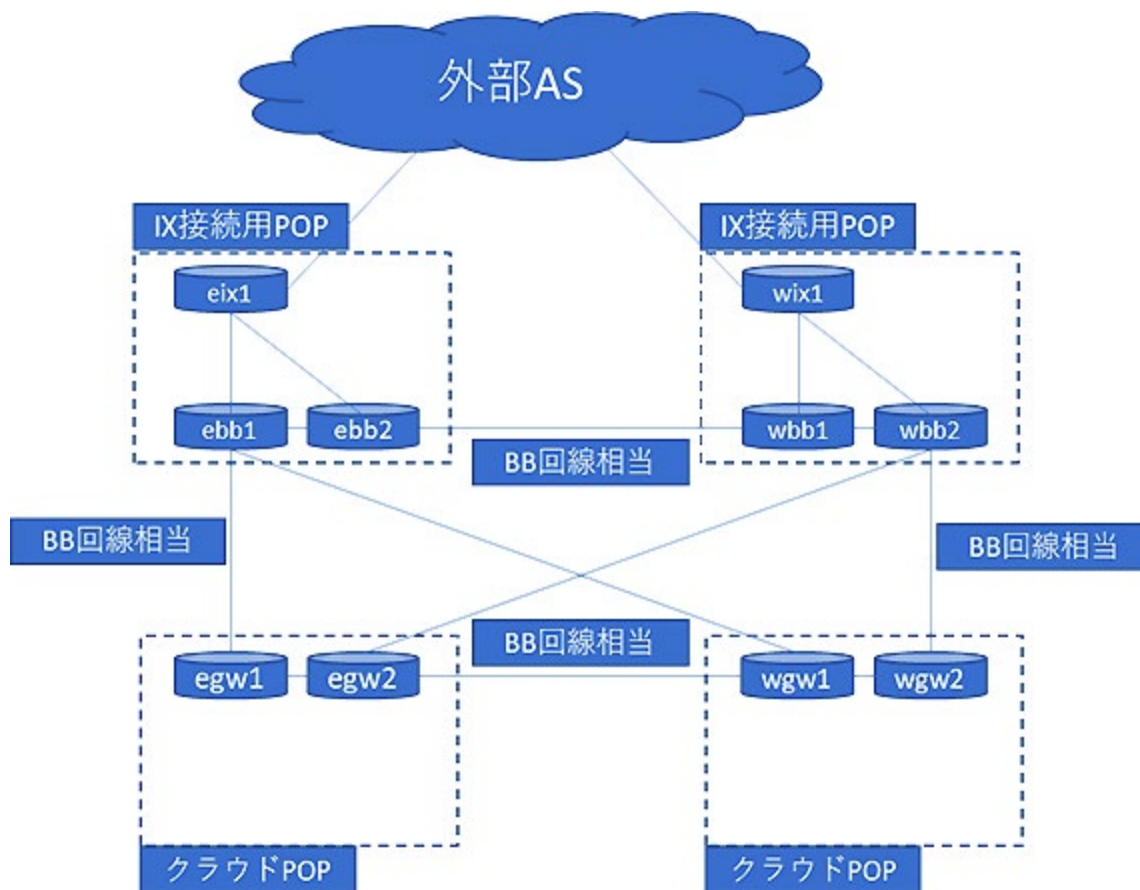 外部AS
IX接続用POP
IX接続用POP
eix1
wix1
ebb1
ebb2
wbb1
wbb2
BB回線相当
BB回線相当
BB回線相当
BB回線相当
egw1
egw2
wgw1
wgw2
クラウドPOP
クラウドPOP